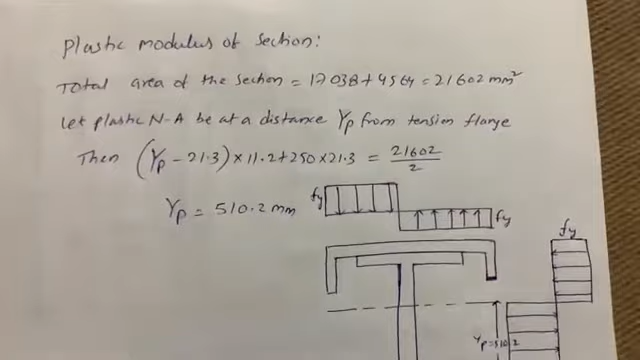 Plastic modulus of Section:
Total area of the section = 17038 + 4564 = 21602 mm²
Let plastic N-A be at a distance Yp from tension flange
Then (Yp - 21.3) × 11.2 + 250 × 21.3 = 21602/2
Yp = 510.2 mm
fy
fy
fy
Yp = 510.2